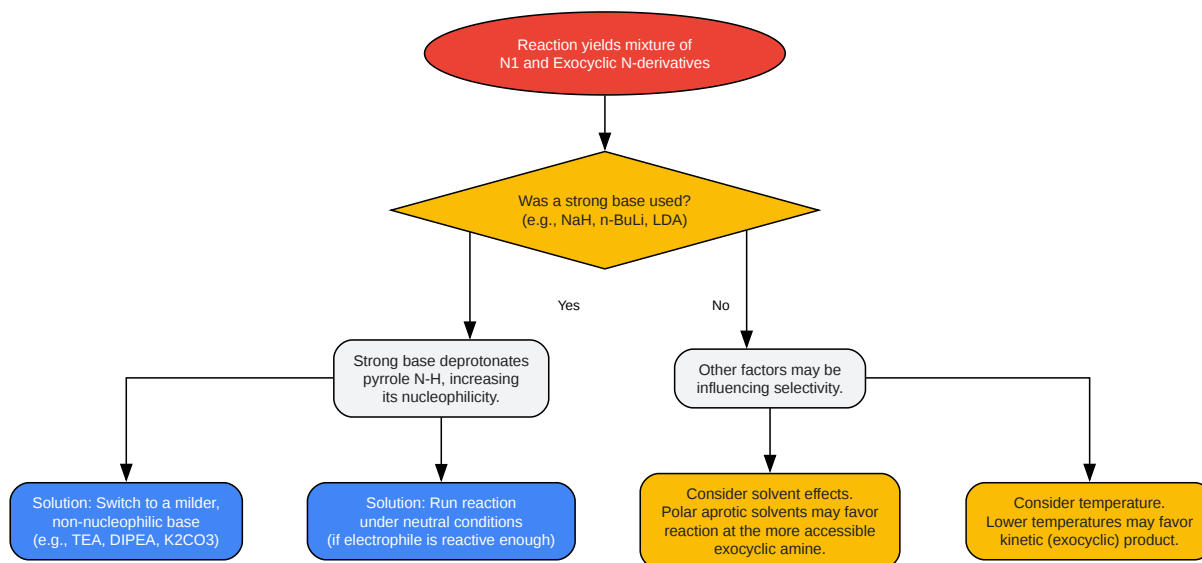 Reaction yields mixture of
N1 and Exocyclic N-derivatives
Was a strong base used?
(e.g., NaH, n-BuLi, LDA)
Yes
No
Strong base deprotonates
pyrrole N-H, increasing
its nucleophilicity.
Other factors may be
influencing selectivity.
Solution: Switch to a milder,
non-nucleophilic base
(e.g., TEA, DIPEA, K2CO3)
Solution: Run reaction
under neutral conditions
(if electrophile is reactive enough)
Consider solvent effects.
Polar aprotic solvents may favor
reaction at the more accessible
exocyclic amine.
Consider temperature.
Lower temperatures may favor
kinetic (exocyclic) product.